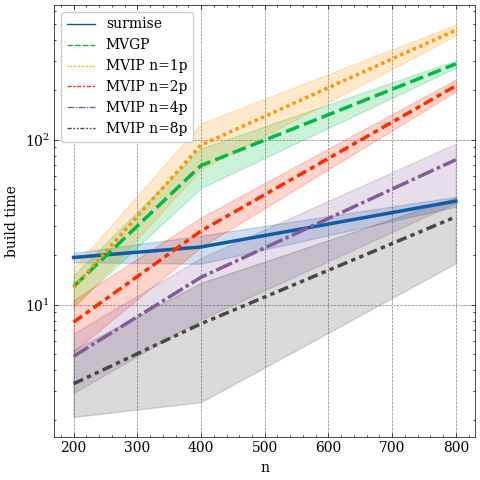 surmise
MVGP
MVIP n=1p
MVIP n=2p
MVIP n=4p
MVIP n=8p
build time
10²
10¹
200 300 400 500 600 700 800
n